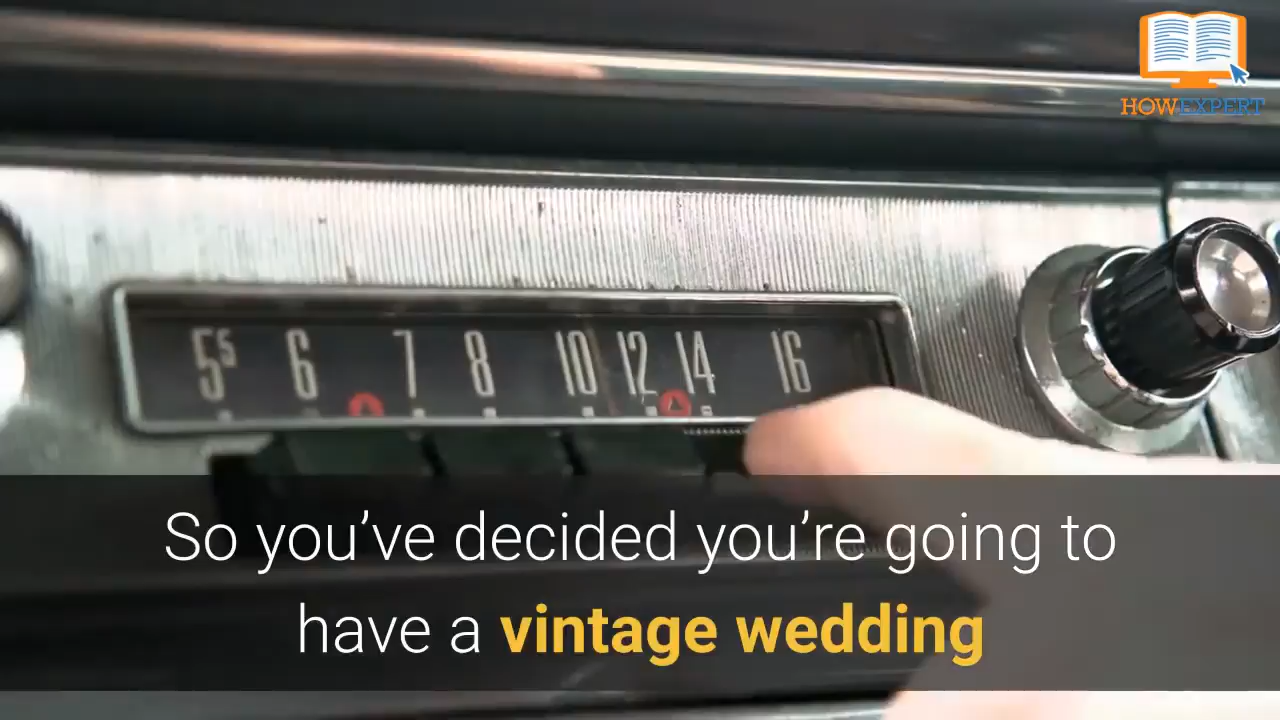 HOWEXPERT
5⁵ 6 7 8 10 12 14 16
So you’ve decided you’re going to
have a vintage wedding